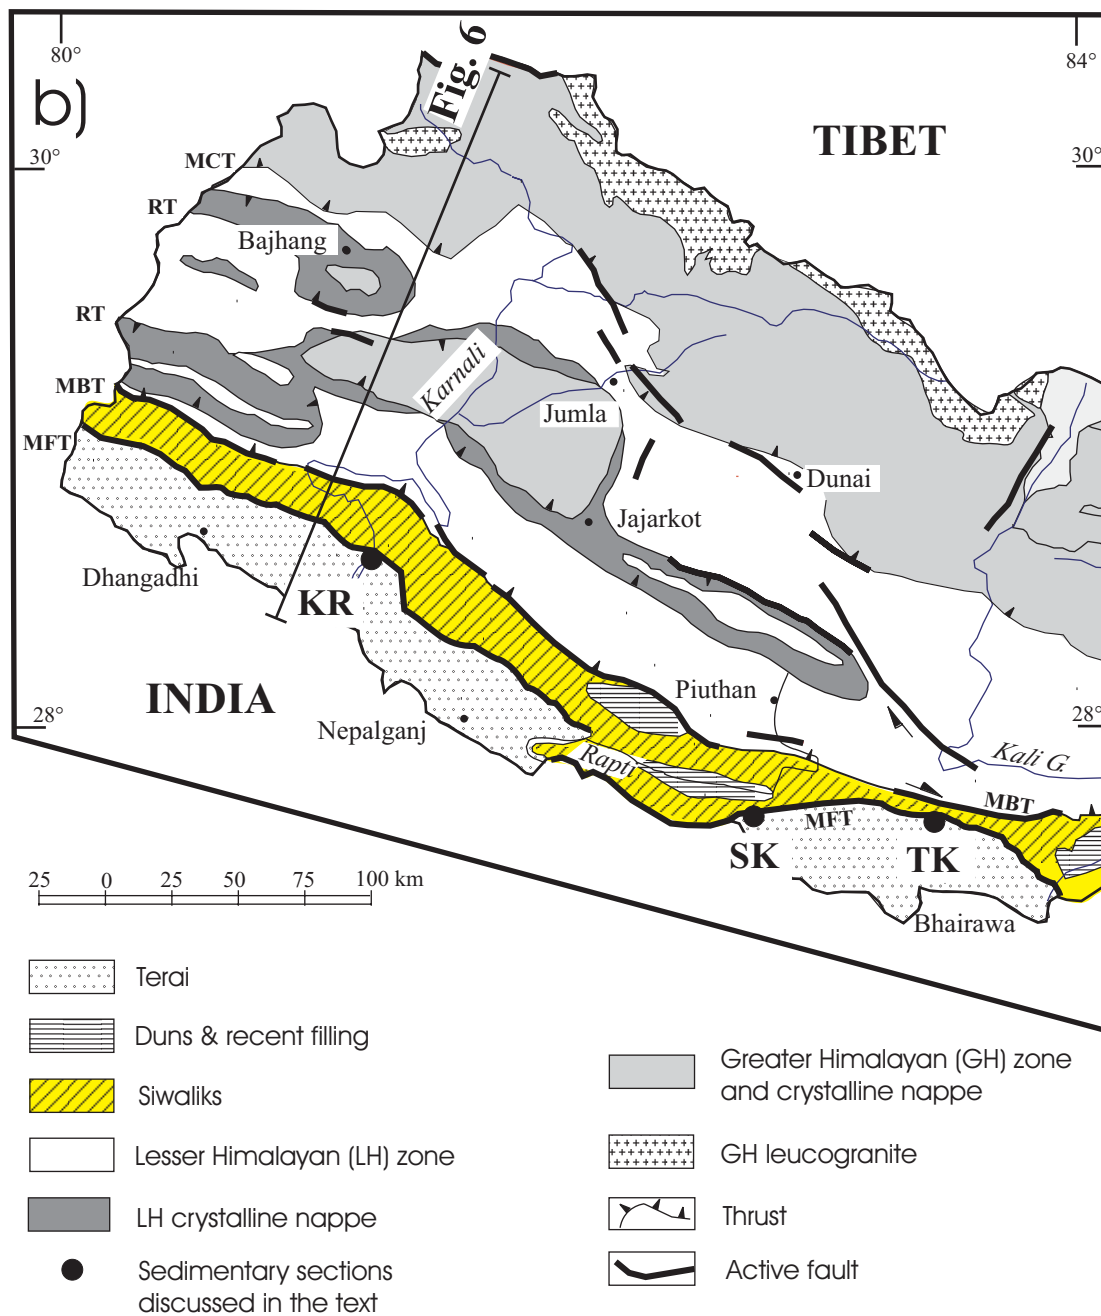 80°
84°
b)
Fig. 6
TIBET
30°
30°
MCT
RT
Bajhang
RT
Karnali
MBT
Jumla
MFT
Dunai
Jajarkot
Dhangadhi
KR
INDIA
Piuthan
28°
28°
Nepalganj
Rapti
Kali G.
MBT
MFT
SK
TK
Bhairawa
25 0 25 50 75 100 km
Terai
Duns & recent filling
Siwaliks
Lesser Himalayan (LH) zone
LH crystalline nappe
Sedimentary sections
discussed in the text
Greater Himalayan (GH) zone
and crystalline nappe
GH leucogranite
Thrust
Active fault